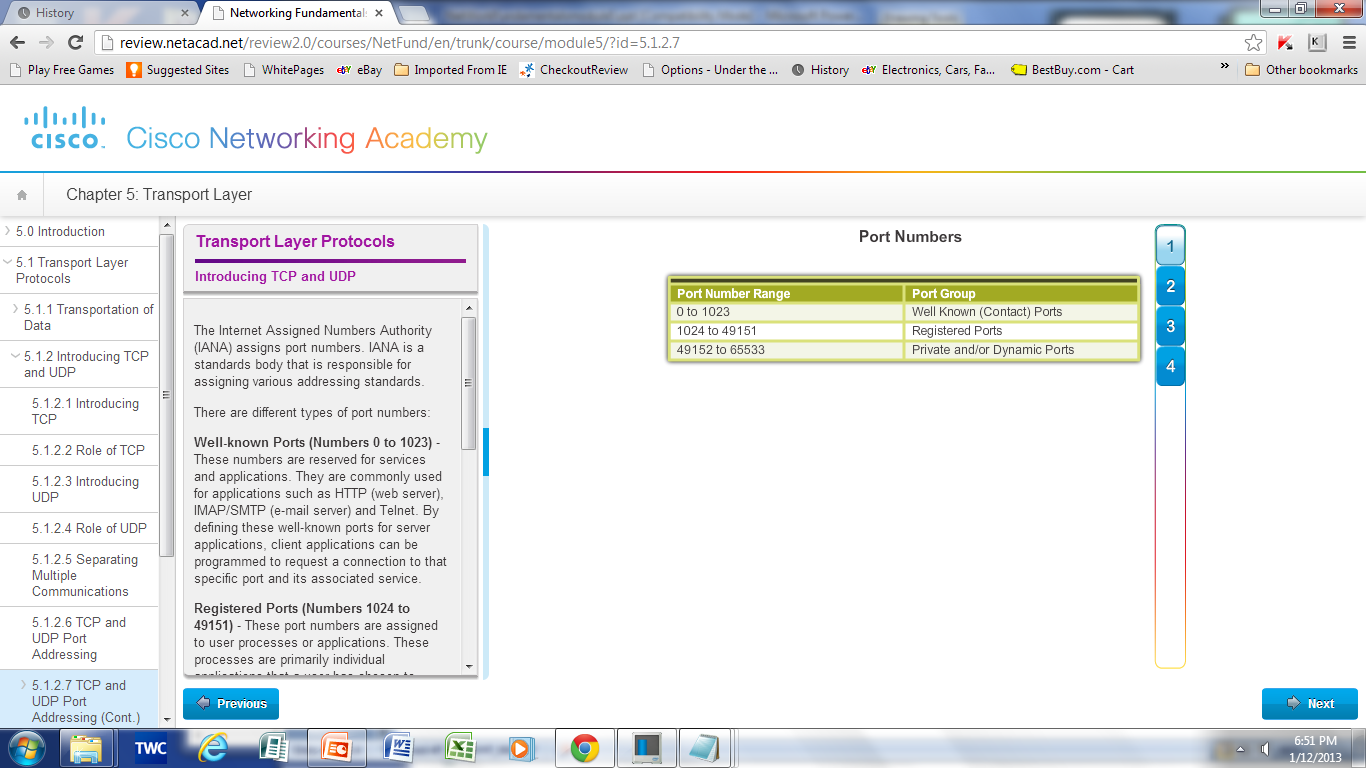 History
Networking Fundamentals
review.netacad.net/review2.0/courses/NetFund/en/trunk/course/module5/?id=5.1.2.7
Play Free Games
Suggested Sites
WhitePages
eBay
Imported From IE
CheckoutReview
Options - Under the ...
History
Electronics, Cars, Fa...
BestBuy.com - Cart
»
Other bookmarks
CISCO.
Cisco Networking Academy
Chapter 5: Transport Layer
5.0 Introduction
5.1 Transport Layer
Protocols
5.1.1 Transportation of
Data
5.1.2 Introducing TCP
and UDP
5.1.2.1 Introducing
TCP
5.1.2.2 Role of TCP
5.1.2.3 Introducing
UDP
5.1.2.4 Role of UDP
5.1.2.5 Separating
Multiple
Communications
5.1.2.6 TCP and
UDP Port
Addressing
5.1.2.7 TCP and
UDP Port
Addressing (Cont.)
Transport Layer Protocols
Introducing TCP and UDP
The Internet Assigned Numbers Authority
(IANA) assigns port numbers. IANA is a
standards body that is responsible for
assigning various addressing standards.
There are different types of port numbers:
Well-known Ports (Numbers 0 to 1023) -
These numbers are reserved for services
and applications. They are commonly used
for applications such as HTTP (web server),
IMAP/SMTP (e-mail server) and Telnet. By
defining these well-known ports for server
applications, client applications can be
programmed to request a connection to that
specific port and its associated service.
Registered Ports (Numbers 1024 to
49151) - These port numbers are assigned
to user processes or applications. These
processes are primarily individual
applications that a user has chosen to
Previous
Port Numbers
Port Number Range Port Group
0 to 1023 Well Known (Contact) Ports
1024 to 49151 Registered Ports
49152 to 65533 Private and/or Dynamic Ports
1
2
3
4
Next
TWC
6:51 PM
1/12/2013